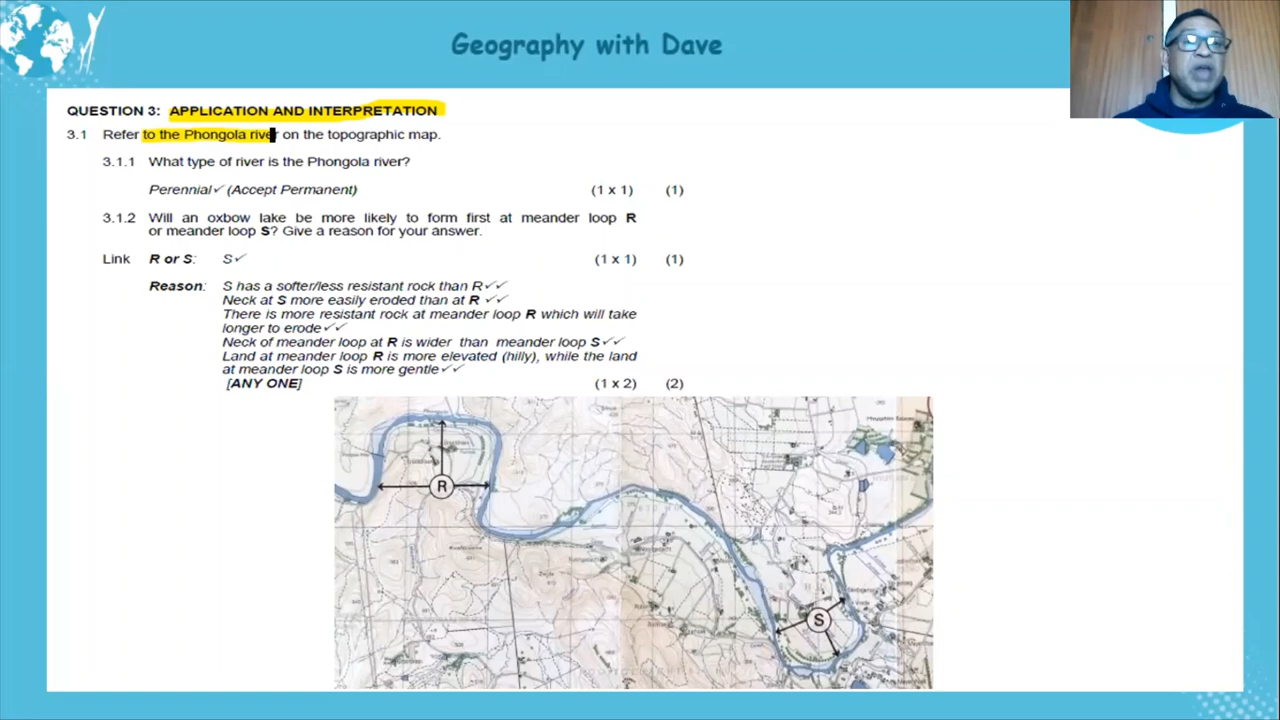 Geography with Dave
QUESTION 3: APPLICATION AND INTERPRETATION
3.1 Refer to the Phongola river on the topographic map.
3.1.1 What type of river is the Phongola river?
Perennial✓ (Accept Permanent) (1 x 1) (1)
3.1.2 Will an oxbow lake be more likely to form first at meander loop R
or meander loop S? Give a reason for your answer.
Link R or S: S✓ (1 x 1) (1)
Reason: S has a softer/less resistant rock than R✓✓
Neck at S more easily eroded than at R ✓✓
There is more resistant rock at meander loop R which will take
longer to erode✓✓
Neck of meander loop at R is wider than meander loop S✓✓
Land at meander loop R is more elevated (hilly), while the land
at meander loop S is more gentle✓✓
[ANY ONE] (1 x 2) (2)
R
S